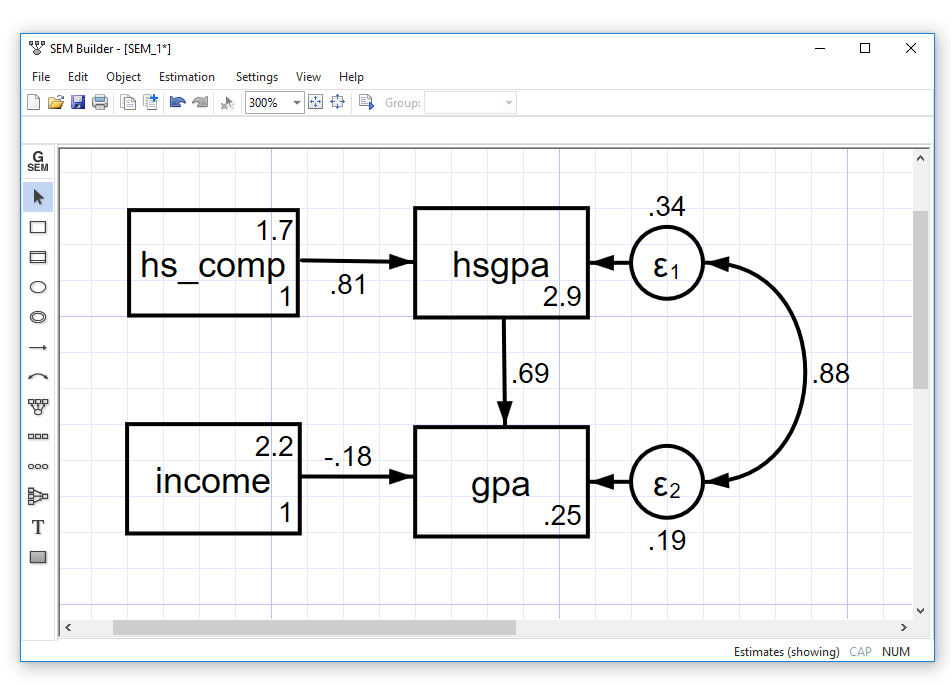 SEM Builder - [SEM_1*]
File Edit Object Estimation Settings View Help
300% Group:
G
SEM
T
1.7
hs_comp
1
.81
hsgpa
2.9
.34
ε1
.69
.88
2.2
income
1
-.18
gpa
.25
ε2
.19
Estimates (showing) CAP NUM